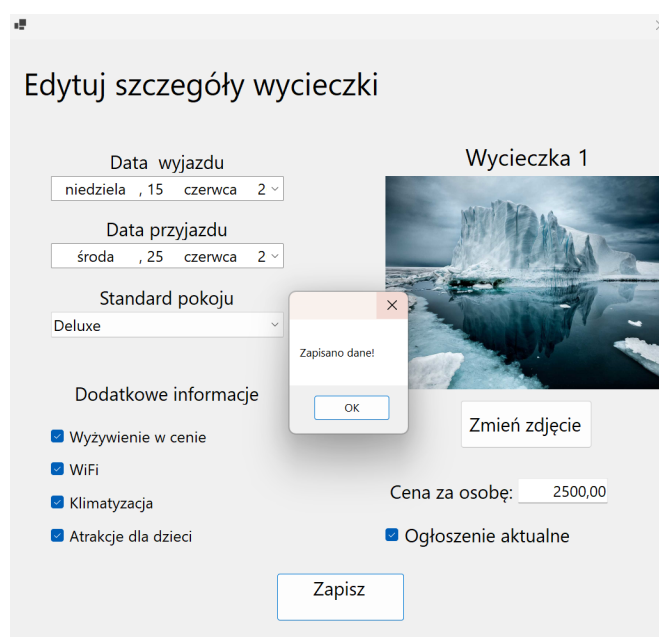 Edytuj szczegóły wycieczki
Data  wyjazdu
niedziela , 15 czerwca 2
Data przyjazdu
środa , 25 czerwca 2
Standard pokoju
Deluxe
Dodatkowe informacje
Wyżywienie w cenie
WiFi
Klimatyzacja
Atrakcje dla dzieci
Wycieczka 1
Zmień zdjęcie
Cena za osobę: 2500,00
Ogłoszenie aktualne
Zapisano dane!
OK
Zapisz